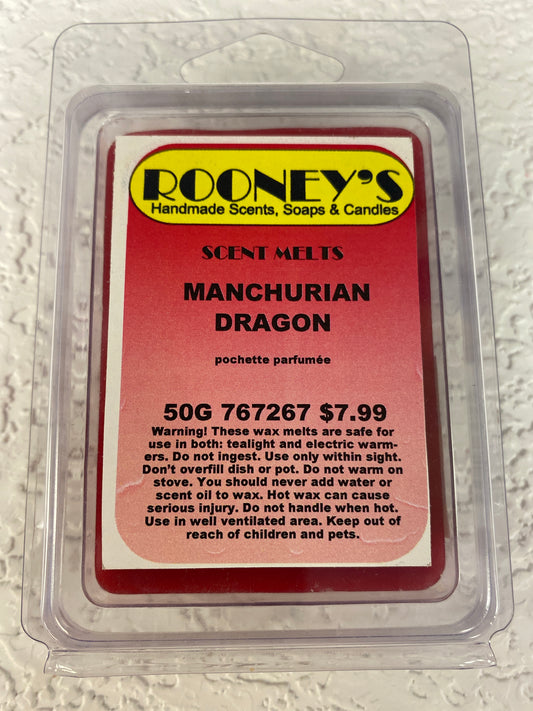 ROONEY'S
Handmade Scents, Soaps & Candles
SCENT MELTS
MANCHURIAN
DRAGON
pochette parfumée
50G 767267 $7.99
Warning! These wax melts are safe for
use in both: tealight and electric warm-
ers. Do not ingest. Use only within sight.
Don't overfill dish or pot. Do not warm on
stove. You should never add water or
scent oil to wax. Hot wax can cause
serious injury. Do not handle when hot.
Use in well ventilated area. Keep out of
reach of children and pets.